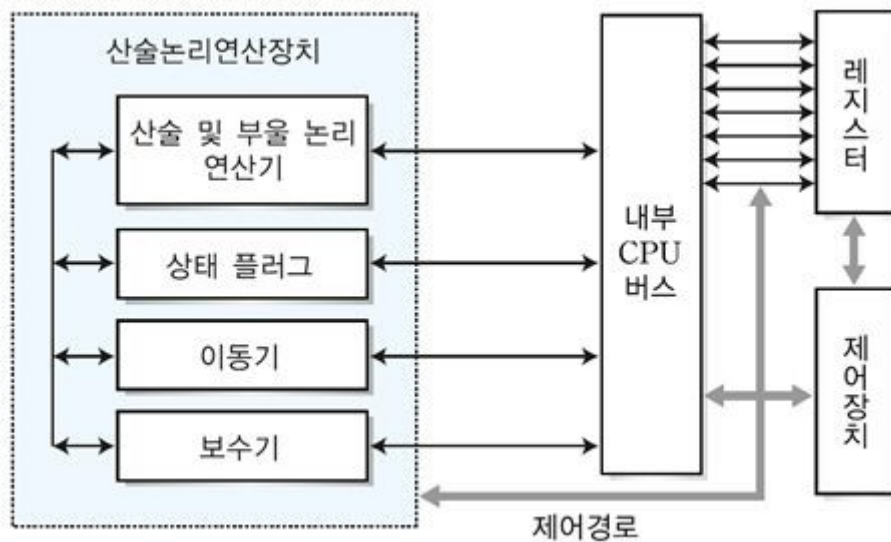 산술논리연산장치
산술 및 부울 논리
연산기
상태 플러그
이동기
보수기
내부
CPU
버스
레지스터
제어장치
제어경로